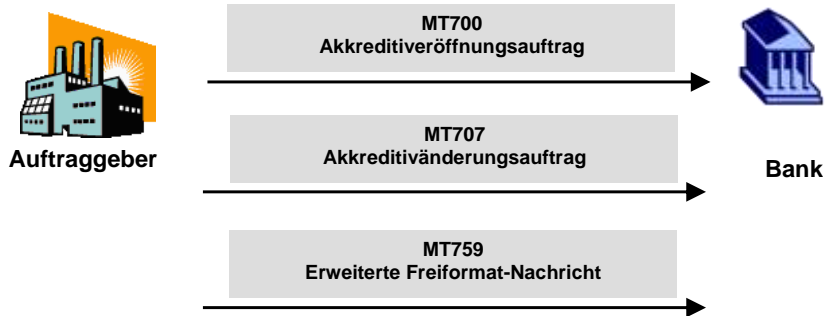 MT700
Akkreditiveröffnungsauftrag
Auftraggeber
MT707
Akkreditivänderungsauftrag
Bank
MT759
Erweiterte Freiformat-Nachricht